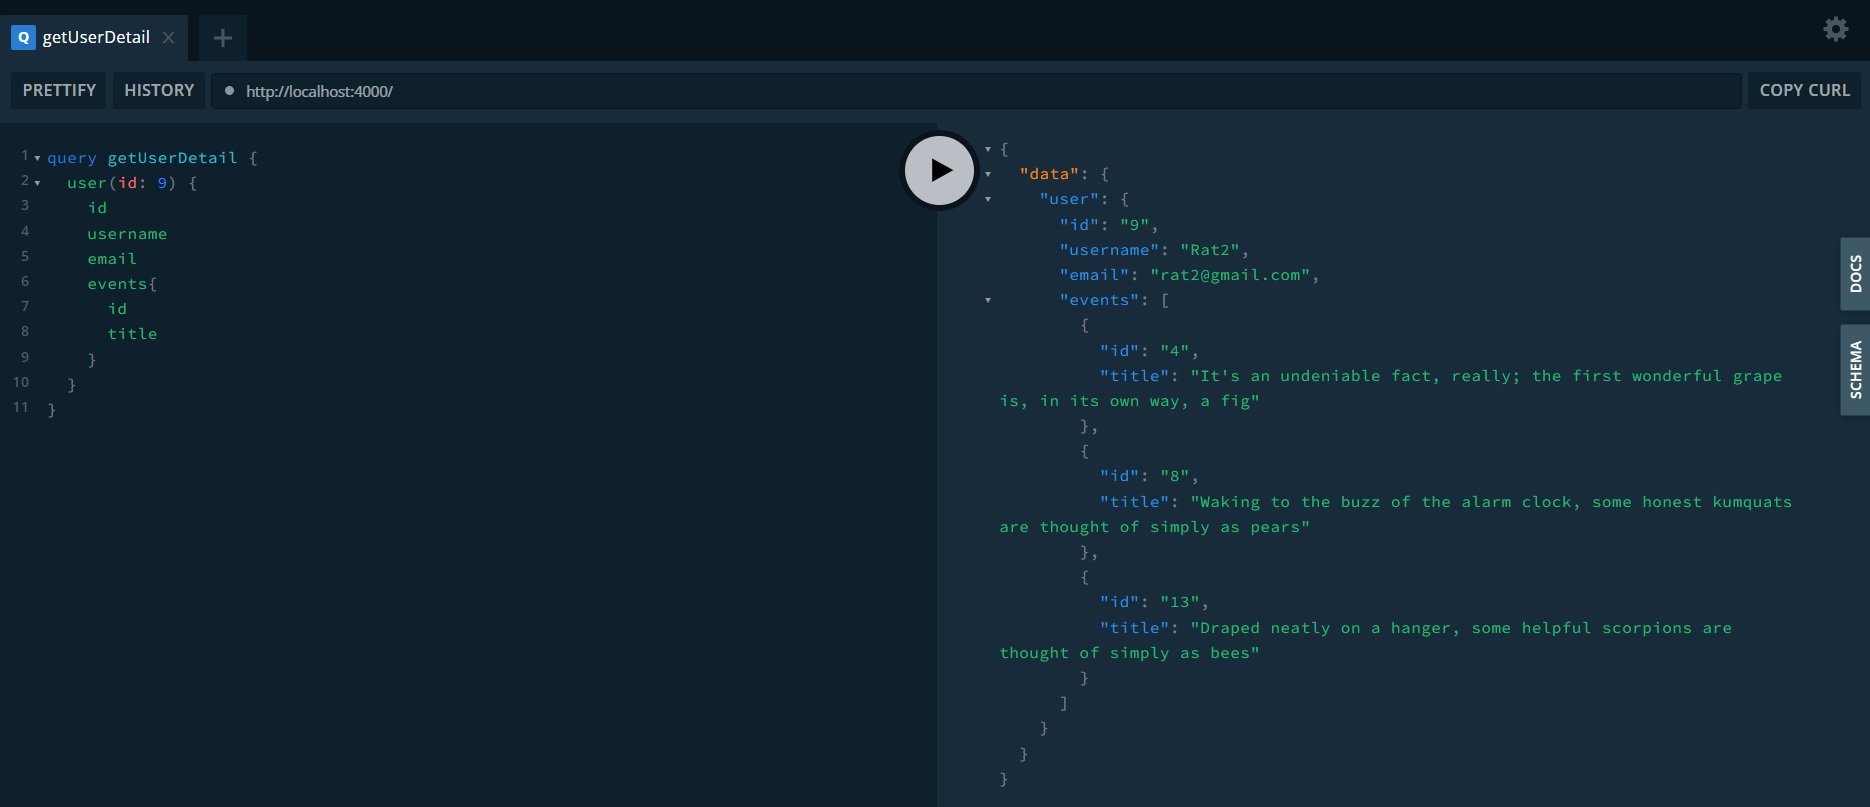 Q getUserDetail
PRETTIFY HISTORY http://localhost:4000/ COPY CURL
1 query getUserDetail {
2 user(id: 9) {
3 id
4 username
5 email
6 events{
7 id
8 title
9 }
10 }
11 }
{
"data": {
"user": {
"id": "9",
"username": "Rat2",
"email": "rat2@gmail.com",
"events": [
{
"id": "4",
"title": "It's an undeniable fact, really; the first wonderful grape
is, in its own way, a fig"
},
{
"id": "8",
"title": "Waking to the buzz of the alarm clock, some honest kumquats
are thought of simply as pears"
},
{
"id": "13",
"title": "Draped neatly on a hanger, some helpful scorpions are
thought of simply as bees"
}
]
}
}
}
DOCS
SCHEMA